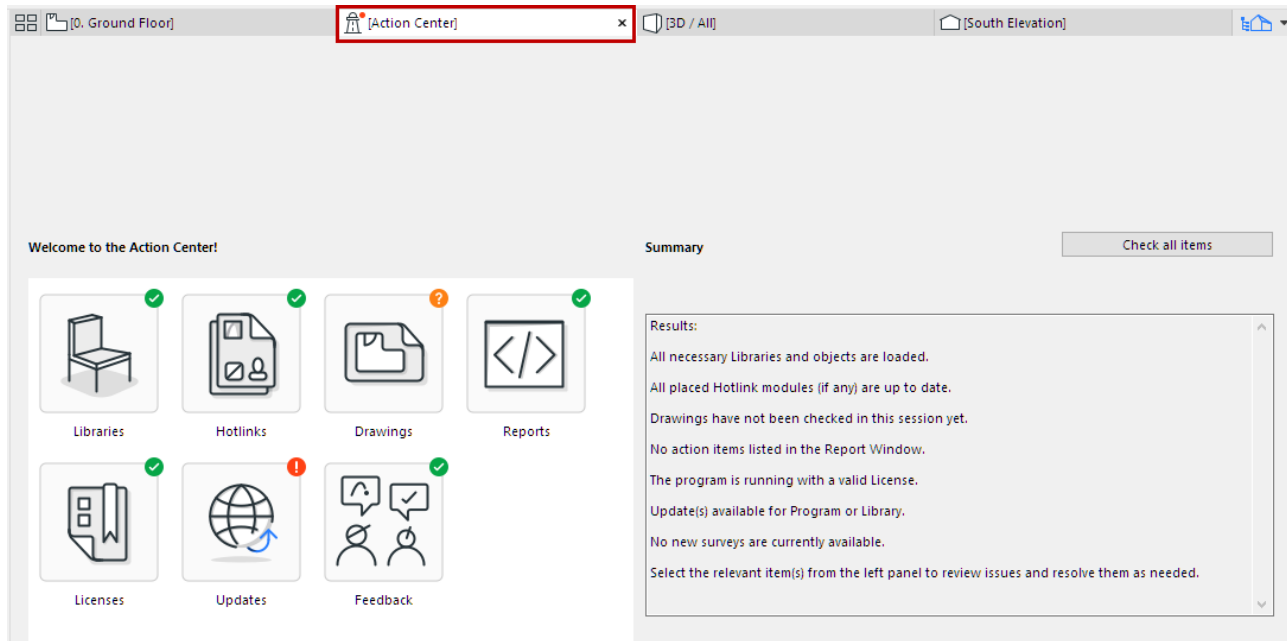 [0. Ground Floor] [Action Center] × [3D / All] [South Elevation]
Welcome to the Action Center!
Libraries Hotlinks Drawings Reports
Licenses Updates Feedback
Summary
Check all items
Results:
All necessary Libraries and objects are loaded.
All placed Hotlink modules (if any) are up to date.
Drawings have not been checked in this session yet.
No action items listed in the Report Window.
The program is running with a valid License.
Update(s) available for Program or Library.
No new surveys are currently available.
Select the relevant item(s) from the left panel to review issues and resolve them as needed.